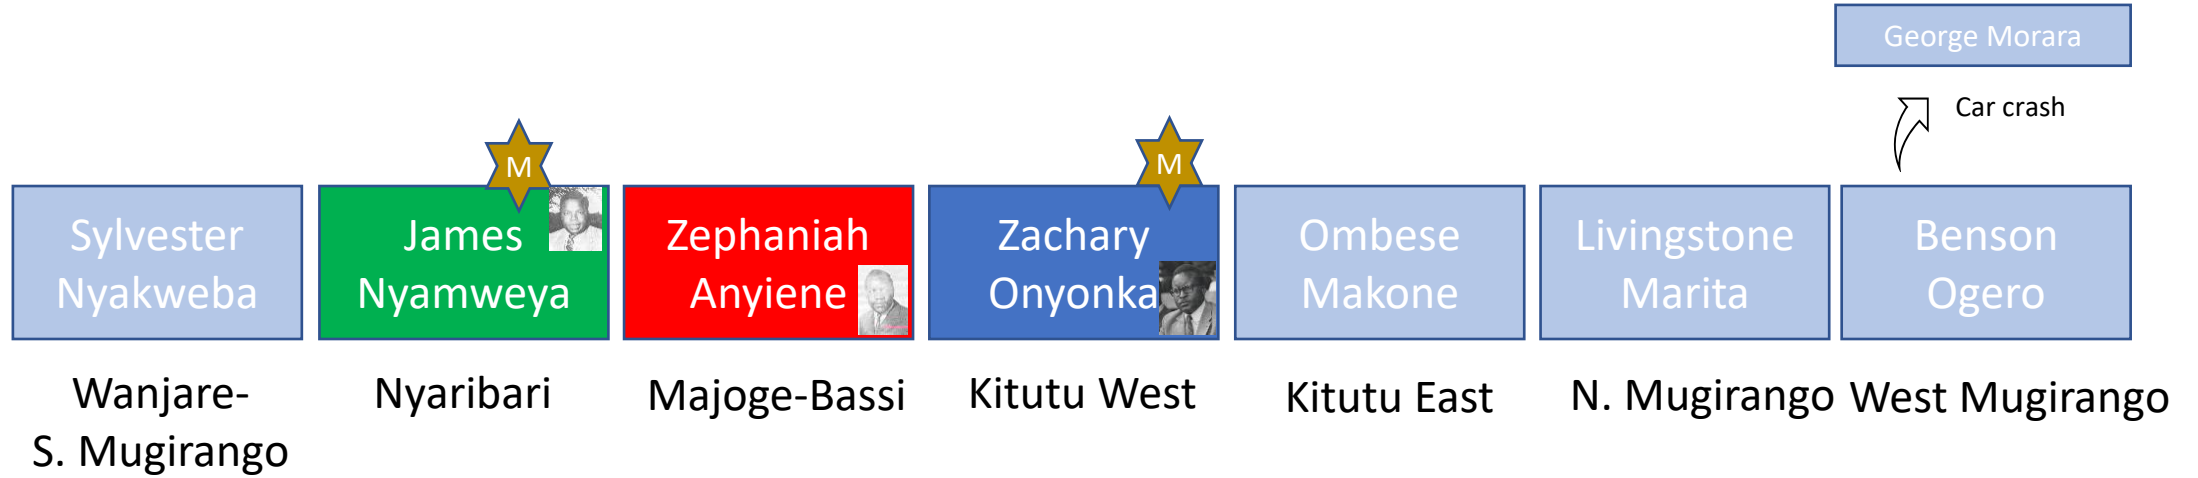 George Morara
Car crash
M
M
Sylvester
Nyakweba
James
Nyamweya
Zephaniah
Anyiene
Zachary
Onyonka
Ombese
Makone
Livingstone
Marita
Benson
Ogero
Wanjare-
S. Mugirango
Nyaribari
Majoge-Bassi
Kitutu West
Kitutu East
N. Mugirango
West Mugirango